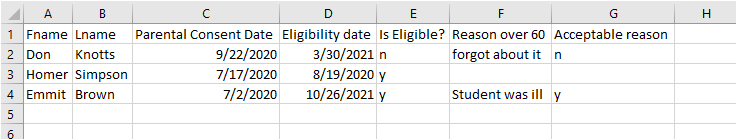 A B C D E F G H
1 Fname Lname Parental Consent Date Eligibility date Is Eligible? Reason over 60 Acceptable reason
2 Don Knotts 9/22/2020 3/30/2021 n forgot about it n
3 Homer Simpson 7/17/2020 8/19/2020 y
4 Emmit Brown 7/2/2020 10/26/2021 y Student was ill y
5
6